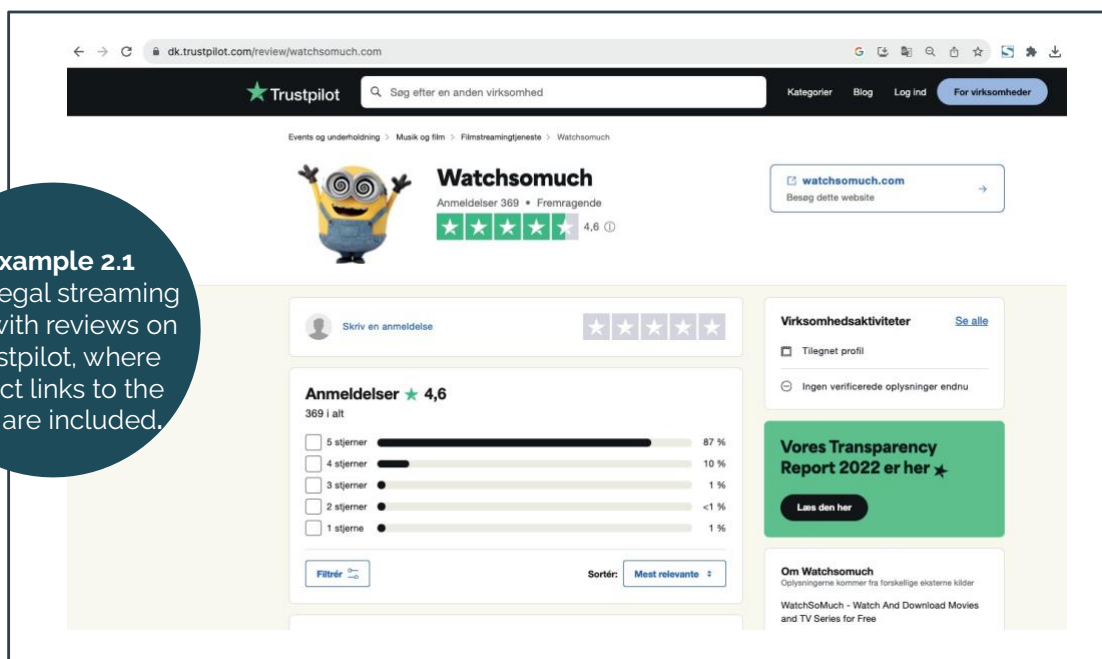 dk.trustpilot.com/review/watchsomuch.com
Trustpilot
Søg efter en anden virksomhed
Kategorier Blog Log ind For virksomheder
Events og underholdning > Musik og film > Filmstreamingtjeneste > Watchsomuch
Watchsomuch
Anmeldelser 369 • Fremragende
4,6
watchsomuch.com
Besøg dette website
xample 2.1
egal streaming
with reviews on
stpilot, where
ct links to the
are included.
Skriv en anmeldelse
Anmeldelser ★ 4,6
369 i alt
5 stjerner 87 %
4 stjerner 10 %
3 stjerner 1 %
2 stjerner <1 %
1 stjerne 1 %
Filtrér
Sortér: Mest relevante
Virksomhedsaktiviteter Se alle
Tilegnet profil
Ingen verificerede oplysninger endnu
Vores Transparency
Report 2022 er her
Læs den her
Om Watchsomuch
Oplysningerne kommer fra forskellige eksterne kilder
WatchSoMuch - Watch And Download Movies
and TV Series for Free